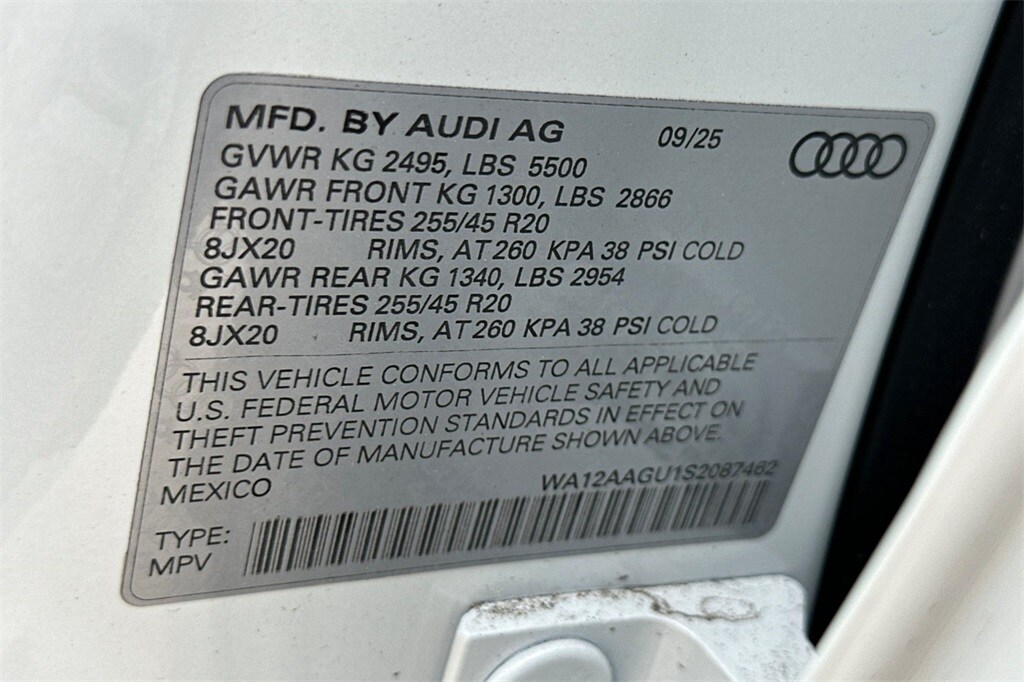 MFD. BY AUDI AG 09/25
GVWR KG 2495, LBS 5500
GAWR FRONT KG 1300, LBS 2866
FRONT-TIRES 255/45 R20
8JX20 RIMS, AT 260 KPA 38 PSI COLD
GAWR REAR KG 1340, LBS 2954
REAR-TIRES 255/45 R20
8JX20 RIMS, AT 260 KPA 38 PSI COLD
THIS VEHICLE CONFORMS TO ALL APPLICABLE
U.S. FEDERAL MOTOR VEHICLE SAFETY AND
THEFT PREVENTION STANDARDS IN EFFECT ON
THE DATE OF MANUFACTURE SHOWN ABOVE.
MEXICO WA12AAGU1S2087462
TYPE:
MPV